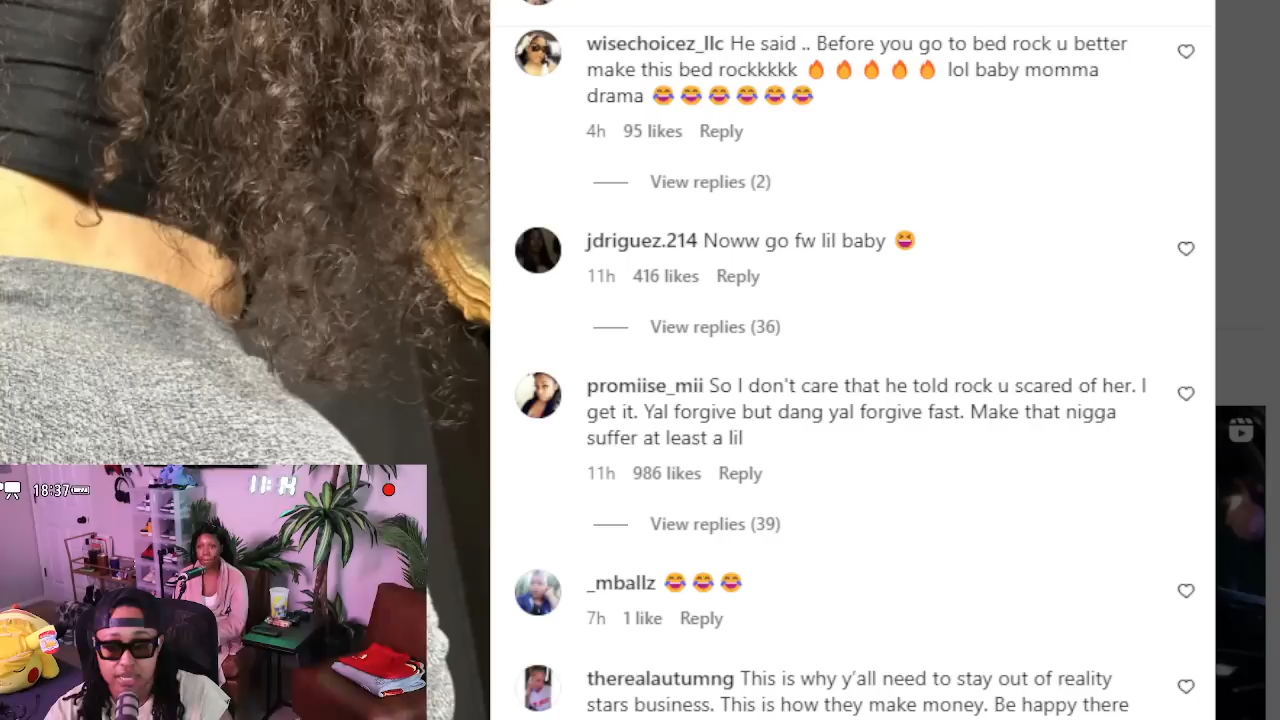 wisechoicez_llc He said .. Before you go to bed rock u better
make this bed rockkkkk 🔥 🔥 🔥 🔥 🔥 lol baby momma
drama 😂 😂 😂 😂 😂 😂
4h 95 likes Reply
View replies (2)
jdriguez.214 Noww go fw lil baby 😆
11h 416 likes Reply
View replies (36)
promiise_mii So I don't care that he told rock u scared of her. I
get it. Yal forgive but dang yal forgive fast. Make that nigga
suffer at least a lil
11h 986 likes Reply
View replies (39)
_mballz 😂 😂 😂
7h 1 like Reply
therealautumng This is why y'all need to stay out of reality
stars business. This is how they make money. Be happy there
18:37